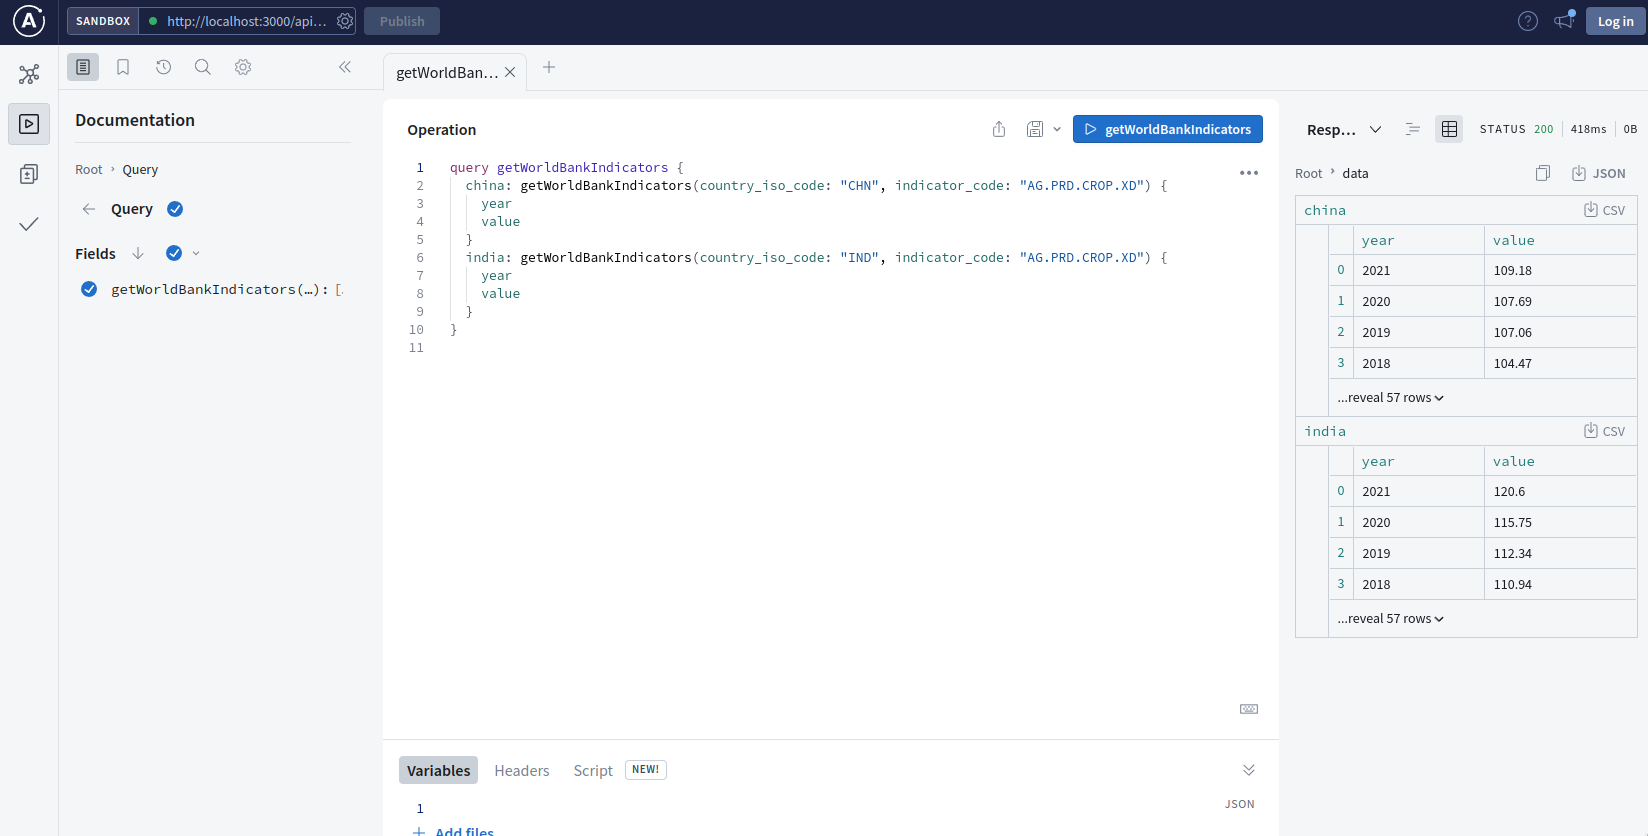 SANDBOX
http://localhost:3000/api...
Publish
Log in
getWorldBan...
Documentation
Root › Query
Query
Fields
getWorldBankIndicators(…): [
Operation
getWorldBankIndicators
1 query getWorldBankIndicators {
2 china: getWorldBankIndicators(country_iso_code: "CHN", indicator_code: "AG.PRD.CROP.XD") {
3 year
4 value
5 }
6 india: getWorldBankIndicators(country_iso_code: "IND", indicator_code: "AG.PRD.CROP.XD") {
7 year
8 value
9 }
10 }
11
Variables
Headers
Script
NEW!
1
JSON
Add files
Resp...
STATUS 200 418ms 0B
Root › data
JSON
china
CSV
year value
0 2021 109.18
1 2020 107.69
2 2019 107.06
3 2018 104.47
...reveal 57 rows
india
CSV
year value
0 2021 120.6
1 2020 115.75
2 2019 112.34
3 2018 110.94
...reveal 57 rows